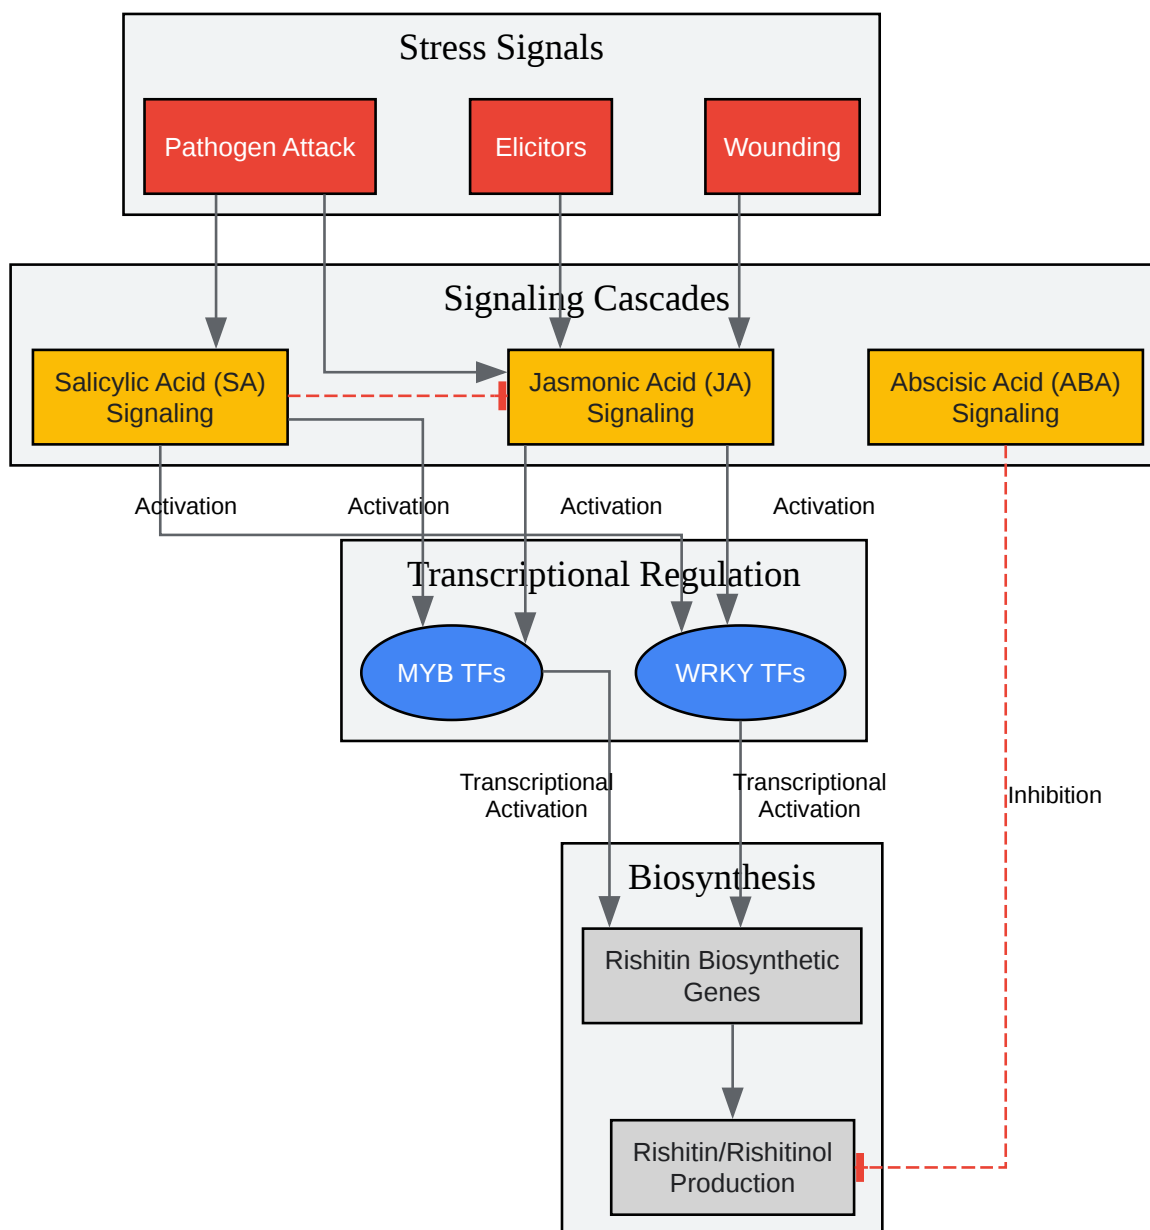 Stress Signals
Pathogen Attack
Elicitors
Wounding
Signaling Cascades
Salicylic Acid (SA)
Signaling
Jasmonic Acid (JA)
Signaling
Abscisic Acid (ABA)
Signaling
Activation
Activation
Activation
Activation
Transcriptional Regulation
MYB TFs
WRKY TFs
Transcriptional
Activation
Transcriptional
Activation
Inhibition
Biosynthesis
Rishitin Biosynthetic
Genes
Rishitin/Rishitinol
Production